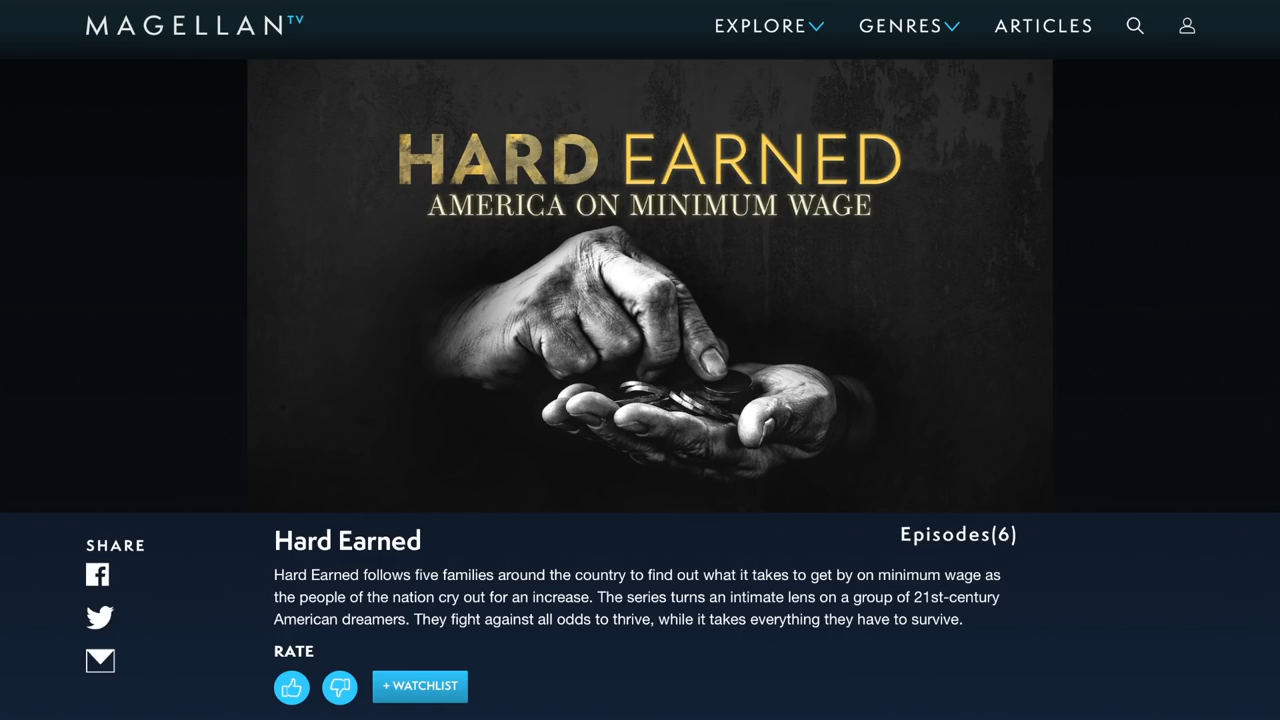 MAGELLAN TV
EXPLORE GENRES ARTICLES
HARD EARNED
AMERICA ON MINIMUM WAGE
SHARE
Hard Earned
Episodes(6)
Hard Earned follows five families around the country to find out what it takes to get by on minimum wage as
the people of the nation cry out for an increase. The series turns an intimate lens on a group of 21st-century
American dreamers. They fight against all odds to thrive, while it takes everything they have to survive.
RATE
+ WATCHLIST